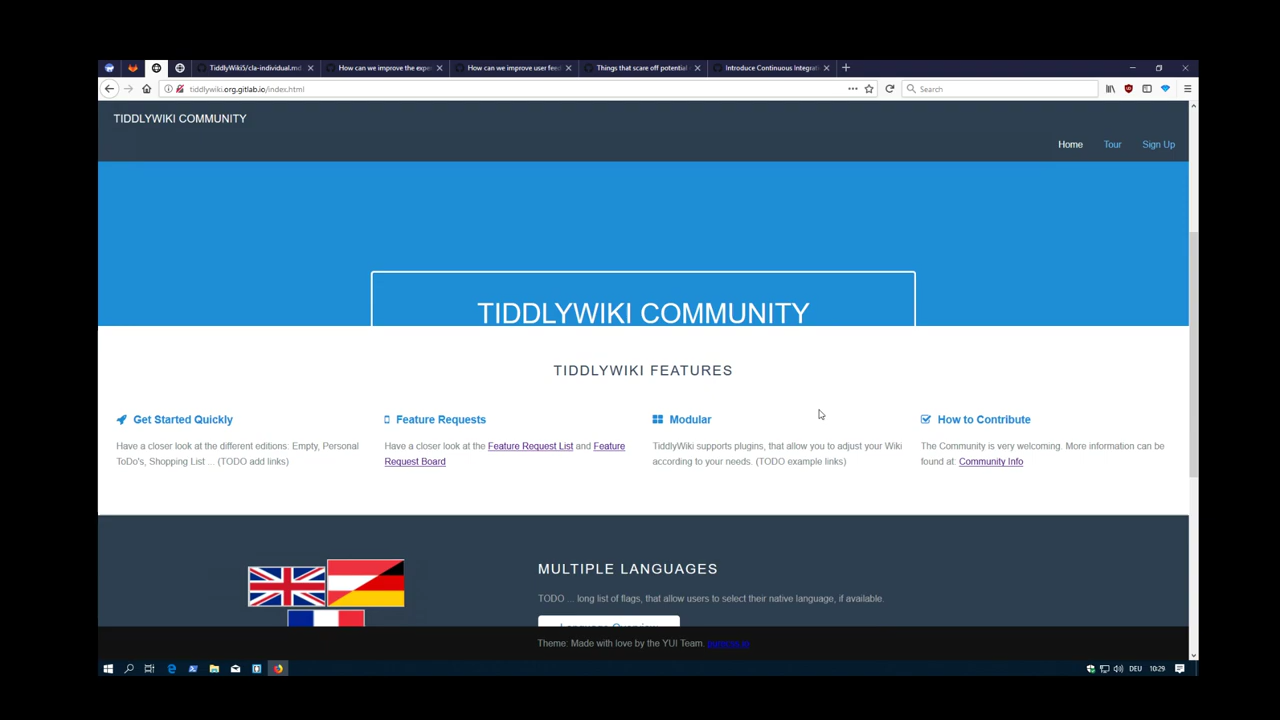 TiddlyWiki5/cla-individual.md
How can we improve the exper
How can we improve user feed
Things that scare off potential
Introduce Continuous Integrat
tiddlywiki.org.gitlab.io/index.html
Search
TIDDLYWIKI COMMUNITY
Home Tour Sign Up
TIDDLYWIKI COMMUNITY
TIDDLYWIKI FEATURES
Get Started Quickly
Have a closer look at the different editions: Empty, Personal
ToDo's, Shopping List ... (TODO add links)
Feature Requests
Have a closer look at the Feature Request List and Feature
Request Board
Modular
TiddlyWiki supports plugins, that allow you to adjust your Wiki
according to your needs. (TODO example links)
How to Contribute
The Community is very welcoming. More information can be
found at: Community Info
MULTIPLE LANGUAGES
TODO ... long list of flags, that allow users to select their native language, if available.
Language Overview
Theme: Made with love by the YUI Team.
DEU 10:29